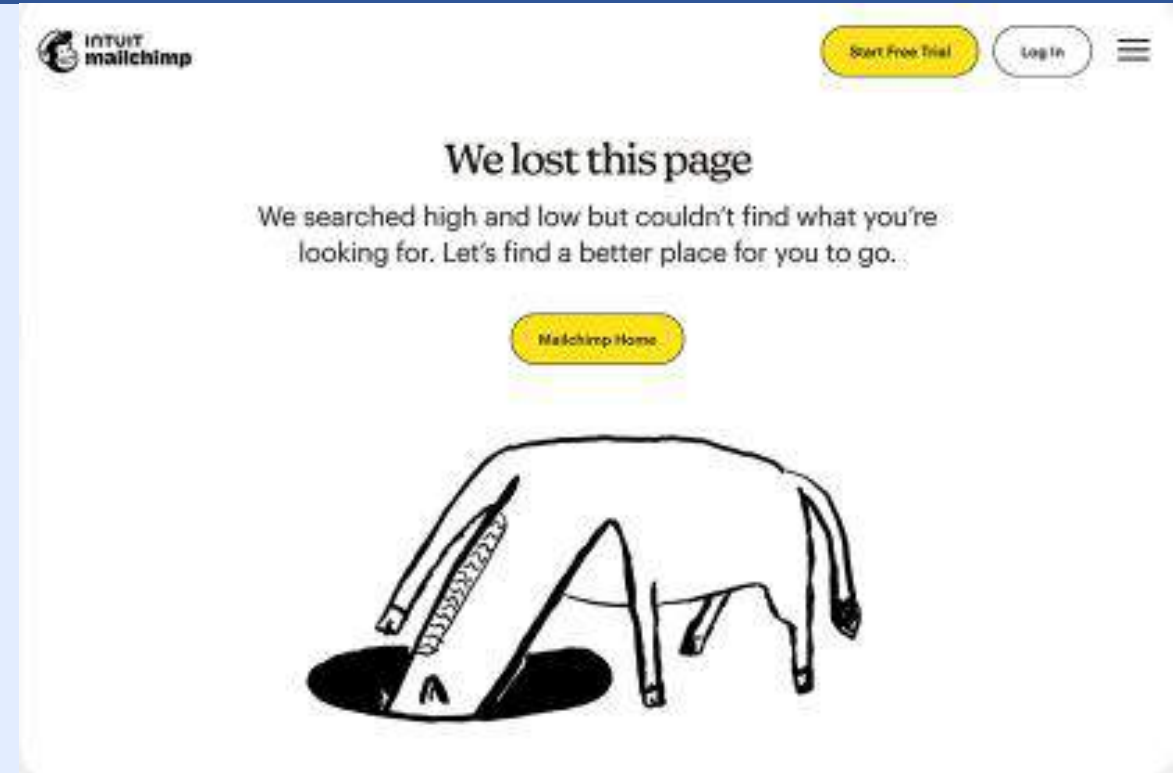 INTUIT
mailchimp
Start Free Trial
Log In
We lost this page
We searched high and low but couldn't find what you're
looking for. Let's find a better place for you to go.
Mailchimp Home